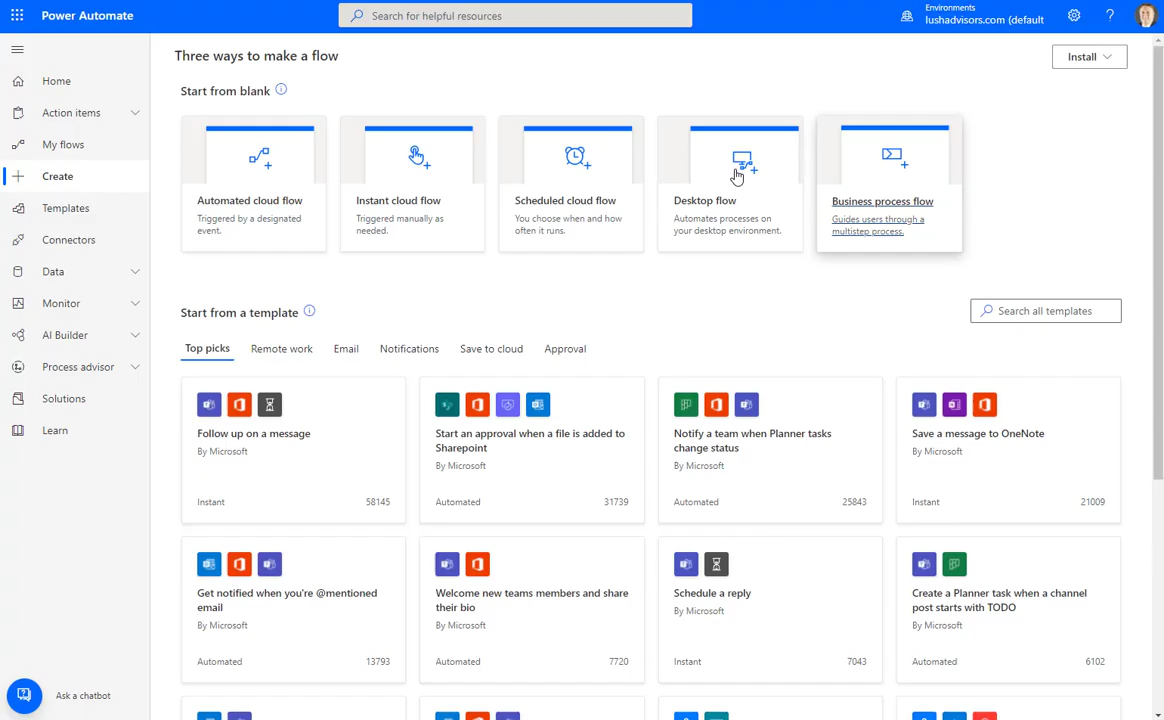 Power Automate
Search for helpful resources
Environments
lushadvisors.com (default
?
Home
Action items
My flows
Create
Templates
Connectors
Data
Monitor
AI Builder
Process advisor
Solutions
Learn
Ask a chatbot
Three ways to make a flow
Install
Start from blank
Automated cloud flow
Triggered by a designated
event.
Instant cloud flow
Triggered manually as
needed.
Scheduled cloud flow
You choose when and how
often it runs.
Desktop flow
Automates processes on
your desktop environment.
Business process flow
Guides users through a
multistep process.
Start from a template
Search all templates
Top picks
Remote work
Email
Notifications
Save to cloud
Approval
Follow up on a message
By Microsoft
Instant
58145
Start an approval when a file is added to
Sharepoint
By Microsoft
Automated
31739
Notify a team when Planner tasks
change status
By Microsoft
Automated
25843
Save a message to OneNote
By Microsoft
Instant
21009
Get notified when you're @mentioned
email
By Microsoft
Automated
13793
Welcome new teams members and share
their bio
By Microsoft
Automated
7720
Schedule a reply
By Microsoft
Instant
7043
Create a Planner task when a channel
post starts with TODO
By Microsoft
Automated
6102